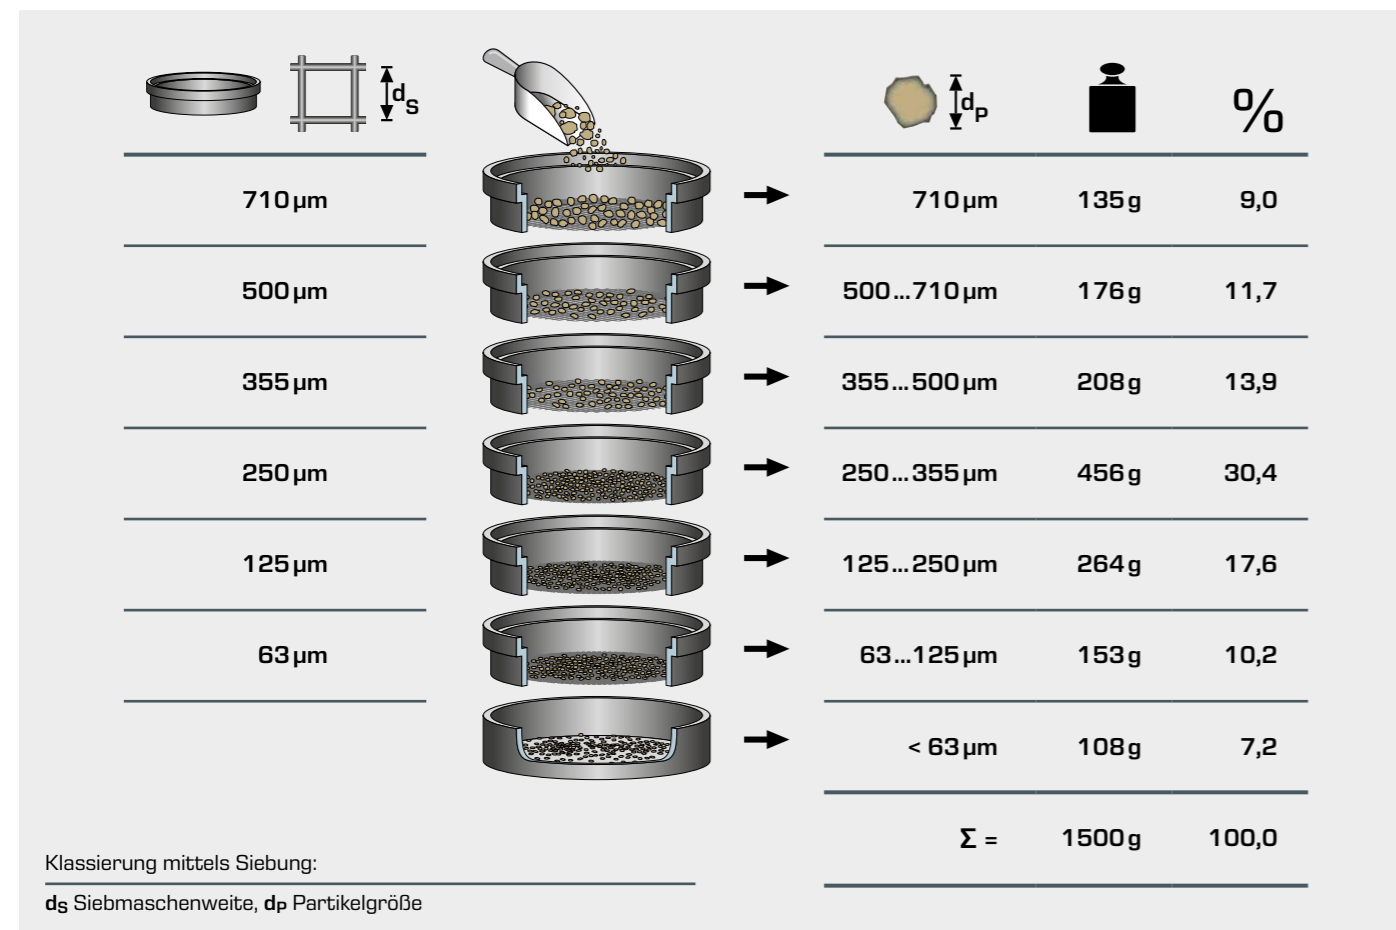 dS dP %
710 µm 710 µm 135 g 9,0
500 µm 500...710 µm 176 g 11,7
355 µm 355...500 µm 208 g 13,9
250 µm 250...355 µm 456 g 30,4
125 µm 125...250 µm 264 g 17,6
63 µm 63...125 µm 153 g 10,2
< 63 µm 108 g 7,2
Σ = 1500 g 100,0
Klassierung mittels Siebung:
dS Siebmaschenweite, dP Partikelgröße